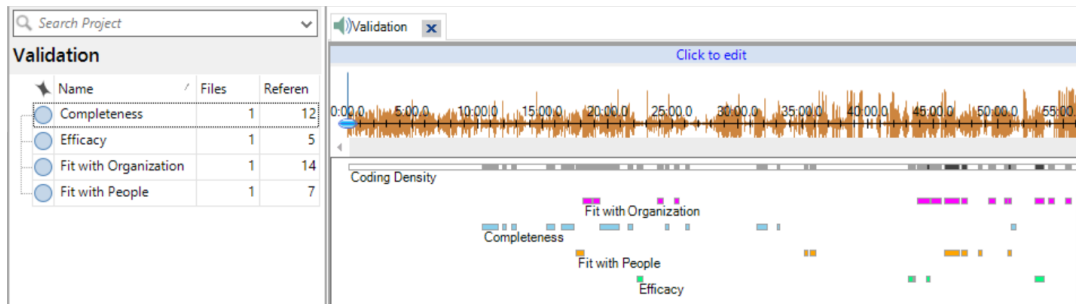 Search Project
Validation
Name Files Referen
Completeness 1 12
Efficacy 1 5
Fit with Organization 1 14
Fit with People 1 7
Validation x
Click to edit
0:00.0 5:00.0 10:00.0 15:00.0 20:00.0 25:00.0 30:00.0 35:00.0 40:00.0 45:00.0 50:00.0 55:00.
Coding Density
Fit with Organization
Completeness
Fit with People
Efficacy